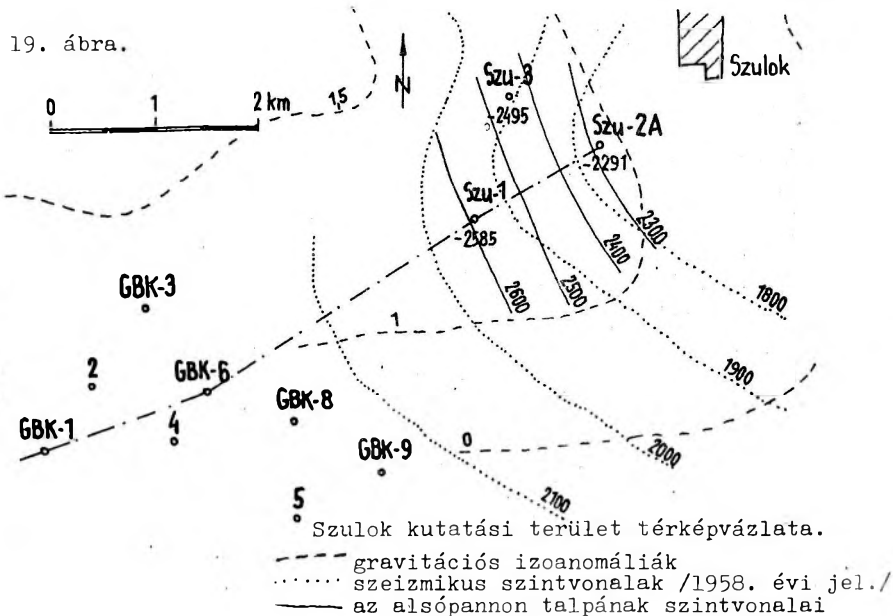 19. ábra.
0 1 2 km
1,5
N
Szulok
Szu-3
-2495
Szu-2A
-2291
Szu-1
-2585
2300
2400
2500
2600
1800
1900
2000
2100
1
0
GBK-3
2
GBK-6
GBK-1
4
GBK-8
GBK-9
5
Szulok kutatási terület térképvázlata.
gravitációs izoanomáliák
szeizmikus szintvonalak /1958. évi jel./
az alsópannon talpának szintvonalai